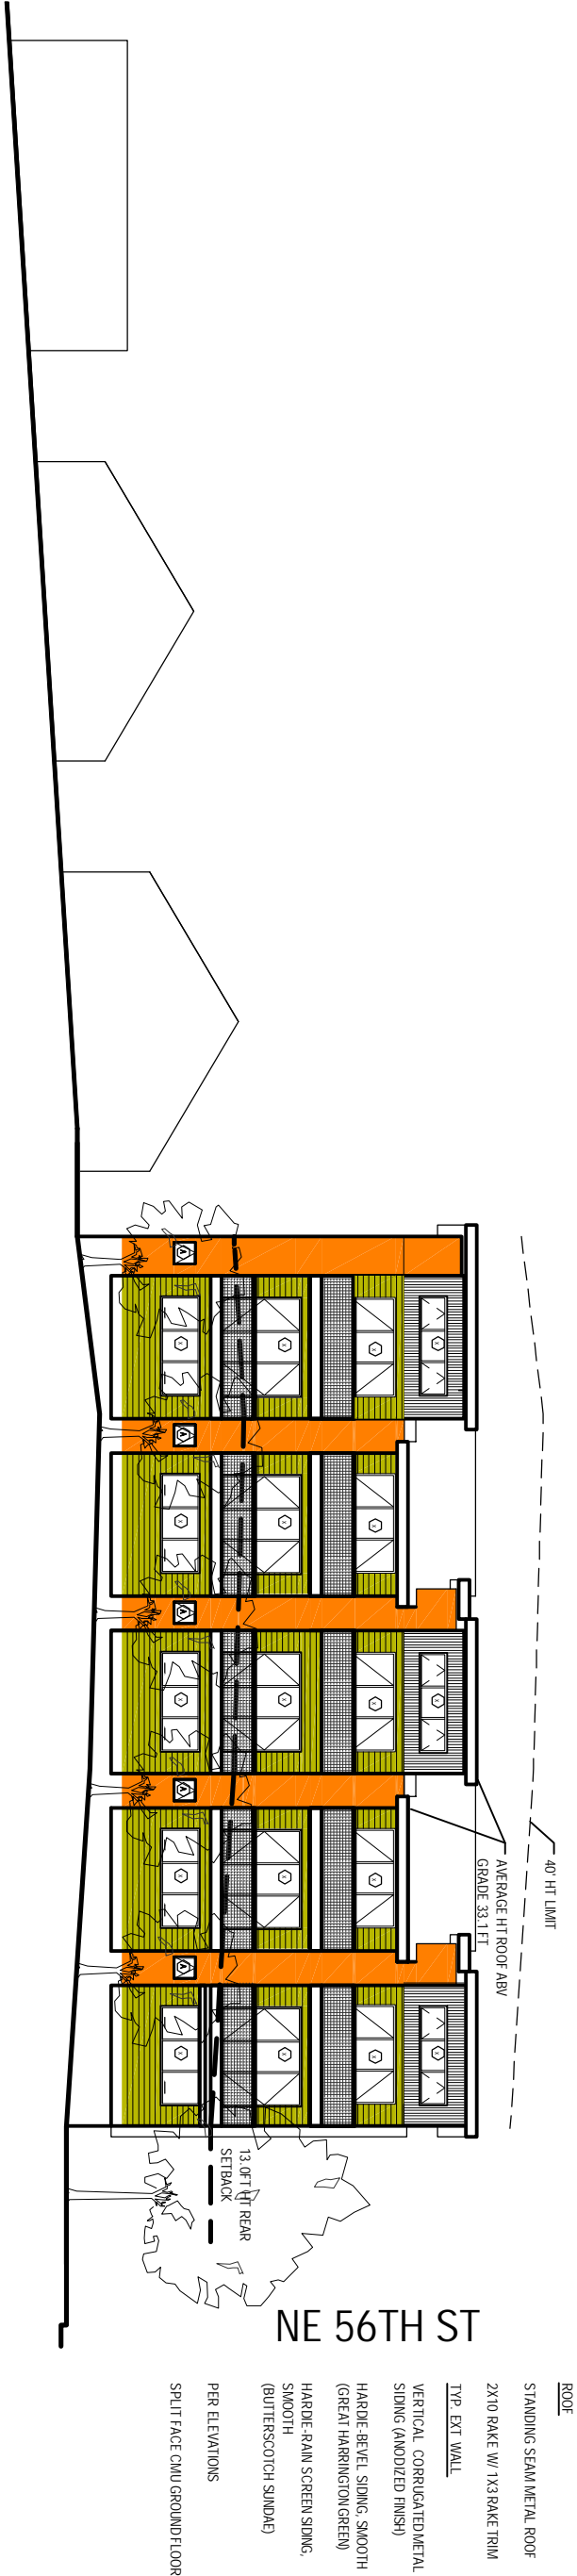 40' HT LIMIT
AVERAGE HT ROOF ABV
GRADE 33.1 FT
13.0FT HT REAR
SETBACK
NE 56TH ST
ROOF
STANDING SEAM METAL ROOF
2X10 RAKE W/ 1X3 RAKE TRIM
TYP. EXT. WALL
VERTICAL CORRUGATED METAL
SIDING (ANODIZED FINISH)
HARDIE-BEVEL SIDING, SMOOTH
(GREAT HARRINGTON GREEN)
HARDIE-RAIN SCREEN SIDING,
SMOOTH
(BUTTERSCOTCH SUNDAE)
PER ELEVATIONS
SPLIT FACE CMU GROUND FLOOR